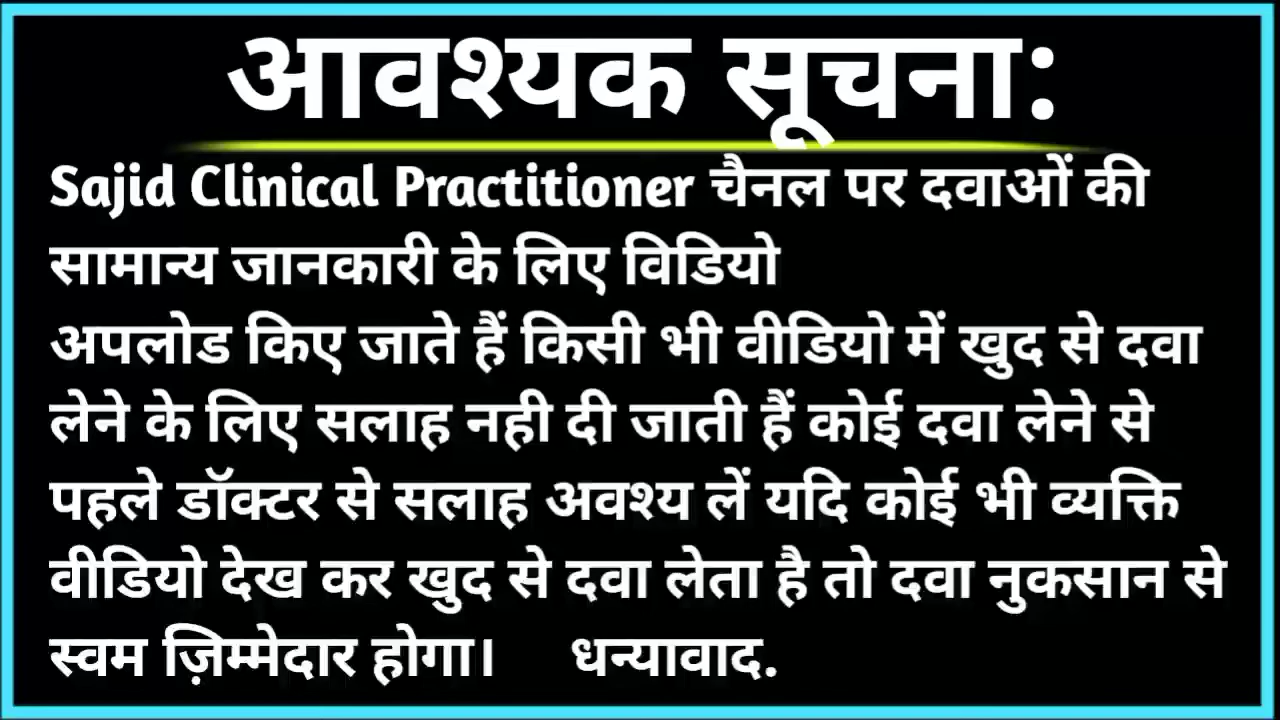 आवश्यक सूचना:
Sajid Clinical Practitioner चैनल पर दवाओं की
सामान्य जानकारी के लिए विडियो
अपलोड किए जाते हैं किसी भी वीडियो में खुद से दवा
लेने के लिए सलाह नही दी जाती हैं कोई दवा लेने से
पहले डॉक्टर से सलाह अवश्य लें यदि कोई भी व्यक्ति
वीडियो देख कर खुद से दवा लेता है तो दवा नुकसान से
स्वम ज़िम्मेदार होगा। धन्यावाद.